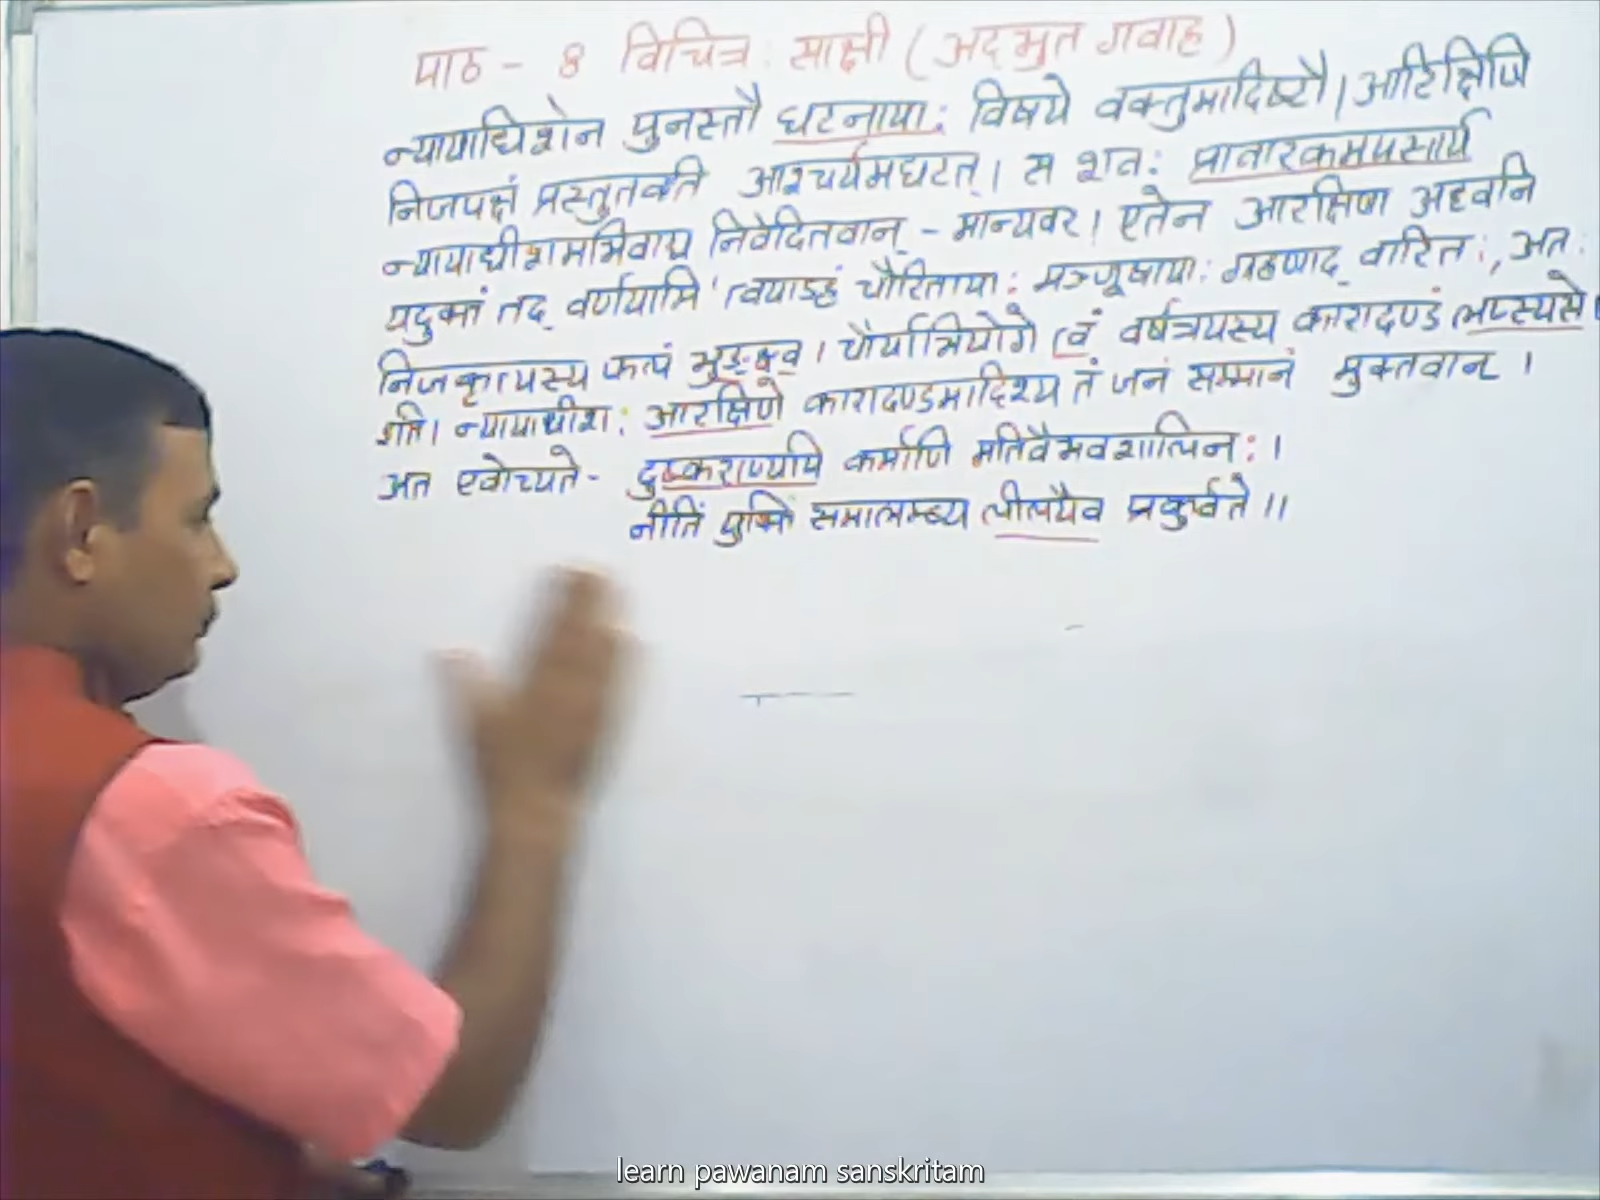 पाठ - 8 विचित्र: साक्षी (अदभुत गवाह)
न्यायाधिशेन पुनस्तौ घटनाया: विषये वक्तुमादिष्टौ। आरक्षिणि
निजपक्षं प्रस्तुतवति आश्चर्यमघटत्। स शव: प्रावारकमपसार्य
न्यायाधीशमभिवाद्य निवेदितवान् - मान्यवर! एतेन आरक्षिणा अध्वनि
यदुक्तं तद् वर्णयामि 'त्वयाऽहं चौरिताया: मञ्जूषाया: ग्रहणाद् वारित:, अत:
निजकृत्यस्य फलं भुङ्क्ष्व। चौर्याभियोगे त्वं वर्षत्रयस्य कारादण्डं लप्स्यसे।
इति। न्यायाधीश: आरक्षिणे कारादण्डमादिश्य तं जनं सम्मानं मुक्तवान्।
अत एवोच्यते- दुष्कराण्यपि कर्माणि मतिवैभवशालिन:।
नीतिं युक्तिं समालम्ब्य लीलयैव प्रकुर्वते॥
learn pawanam sanskritam